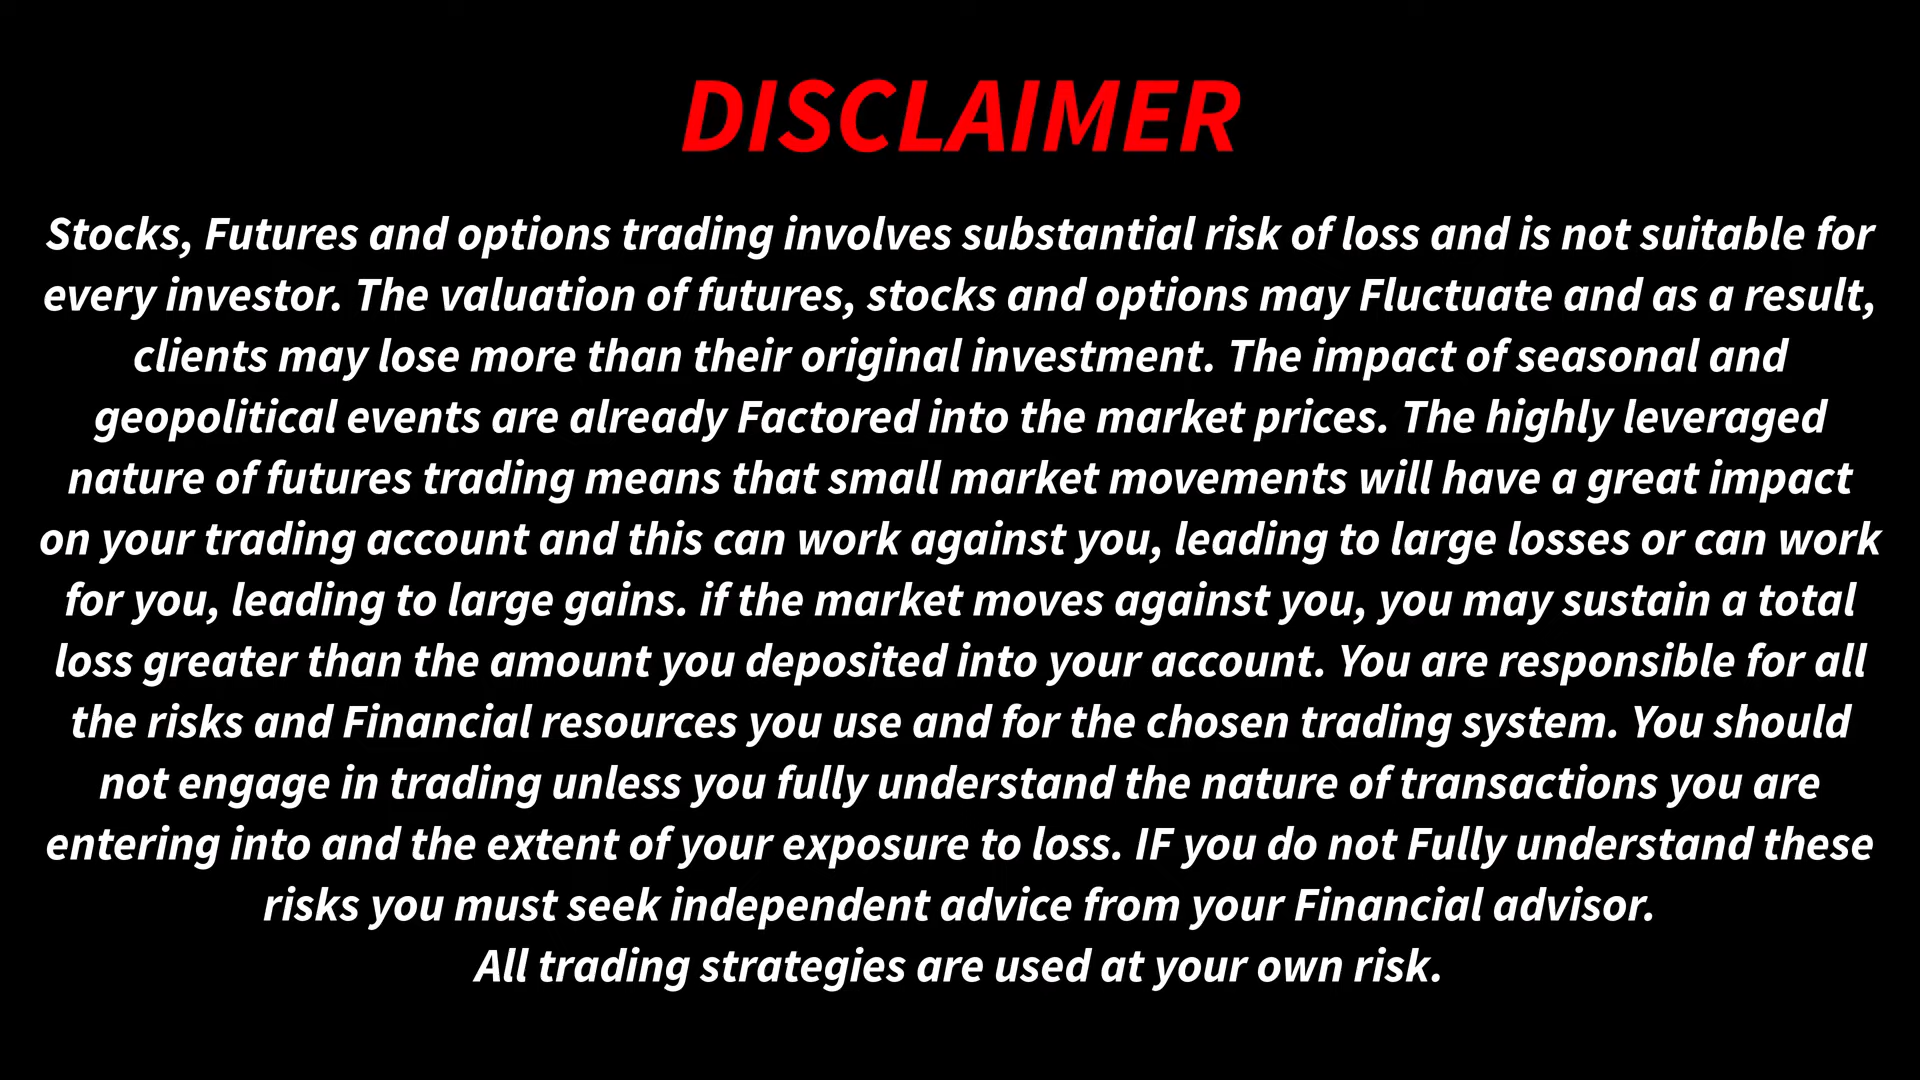 DISCLAIMER
Stocks, Futures and options trading involves substantial risk of loss and is not suitable for
every investor. The valuation of futures, stocks and options may Fluctuate and as a result,
clients may lose more than their original investment. The impact of seasonal and
geopolitical events are already Factored into the market prices. The highly leveraged
nature of futures trading means that small market movements will have a great impact
on your trading account and this can work against you, leading to large losses or can work
for you, leading to large gains. if the market moves against you, you may sustain a total
loss greater than the amount you deposited into your account. You are responsible for all
the risks and Financial resources you use and for the chosen trading system. You should
not engage in trading unless you fully understand the nature of transactions you are
entering into and the extent of your exposure to loss. IF you do not Fully understand these
risks you must seek independent advice from your Financial advisor.
All trading strategies are used at your own risk.